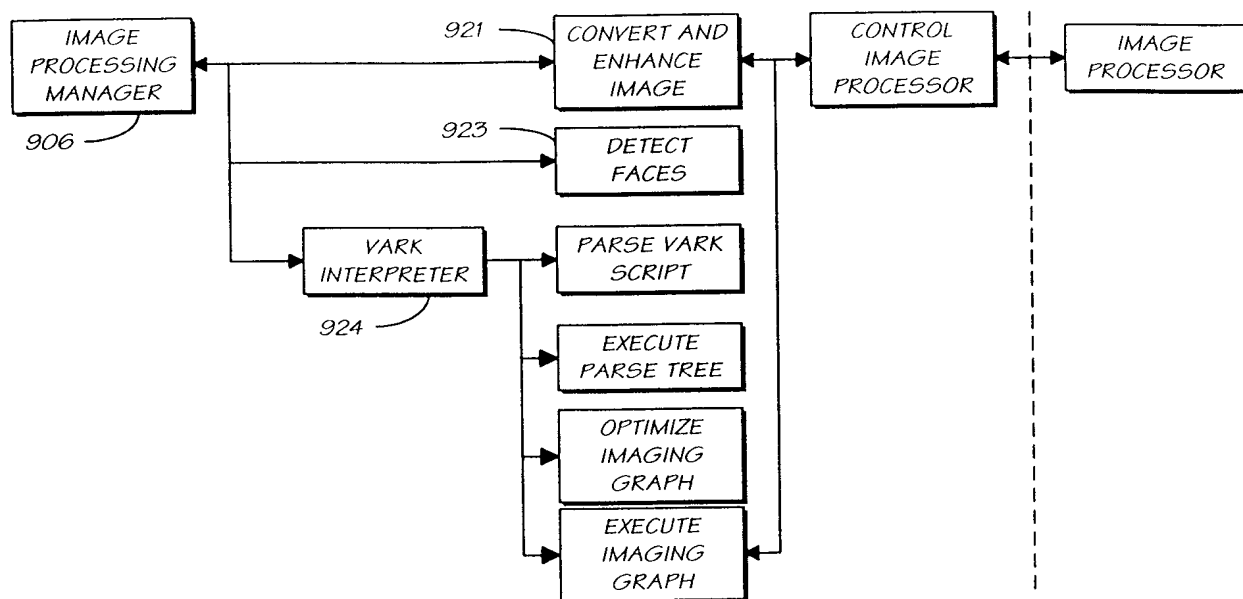 IMAGE
PROCESSING
MANAGER
906
921
CONVERT AND
ENHANCE
IMAGE
CONTROL
IMAGE
PROCESSOR
IMAGE
PROCESSOR
923
DETECT
FACES
VARK
INTERPRETER
924
PARSE VARK
SCRIPT
EXECUTE
PARSE TREE
OPTIMIZE
IMAGING
GRAPH
EXECUTE
IMAGING
GRAPH